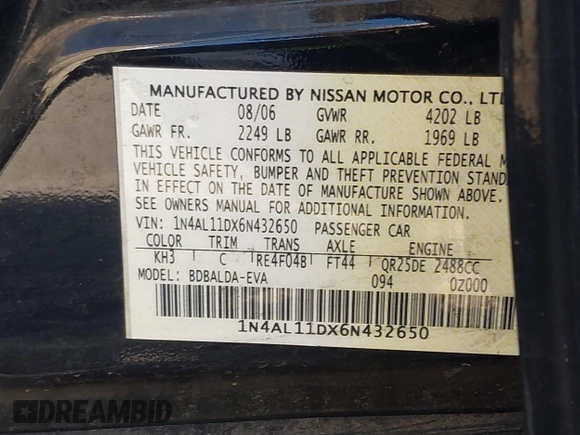 MANUFACTURED BY NISSAN MOTOR CO., LTD
DATE 08/06 GVWR 4202 LB
GAWR FR. 2249 LB GAWR RR. 1969 LB
THIS VEHICLE CONFORMS TO ALL APPLICABLE FEDERAL M
VEHICLE SAFETY, BUMPER AND THEFT PREVENTION STAND
IN EFFECT ON THE DATE OF MANUFACTURE SHOWN ABOVE.
SEE OWNERS MANUAL FOR ADDITIONAL INFORMATION.
VIN: 1N4AL11DX6N432650 PASSENGER CAR
COLOR TRIM TRANS AXLE ENGINE
KH3 C RE4F04B FT44 QR25DE 2488CC
MODEL: BDBALDA-EVA 094 0Z000
1N4AL11DX6N432650
DREAMBID